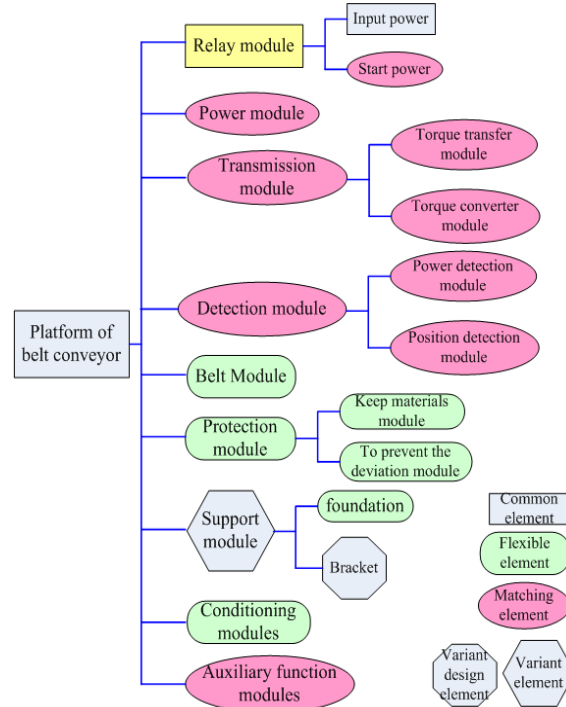 Input power
Relay module
Start power
Power module
Torque transfer
module
Transmission
module
Torque converter
module
Power detection
module
Detection module
Position detection
module
Platform of
belt conveyor
Belt Module
Keep materials
module
Protection
module
To prevent the
deviation module
foundation
Support
module
Bracket
Conditioning
modules
Auxiliary function
modules
Common
element
Flexible
element
Matching
element
Variant
design
element
Variant
element